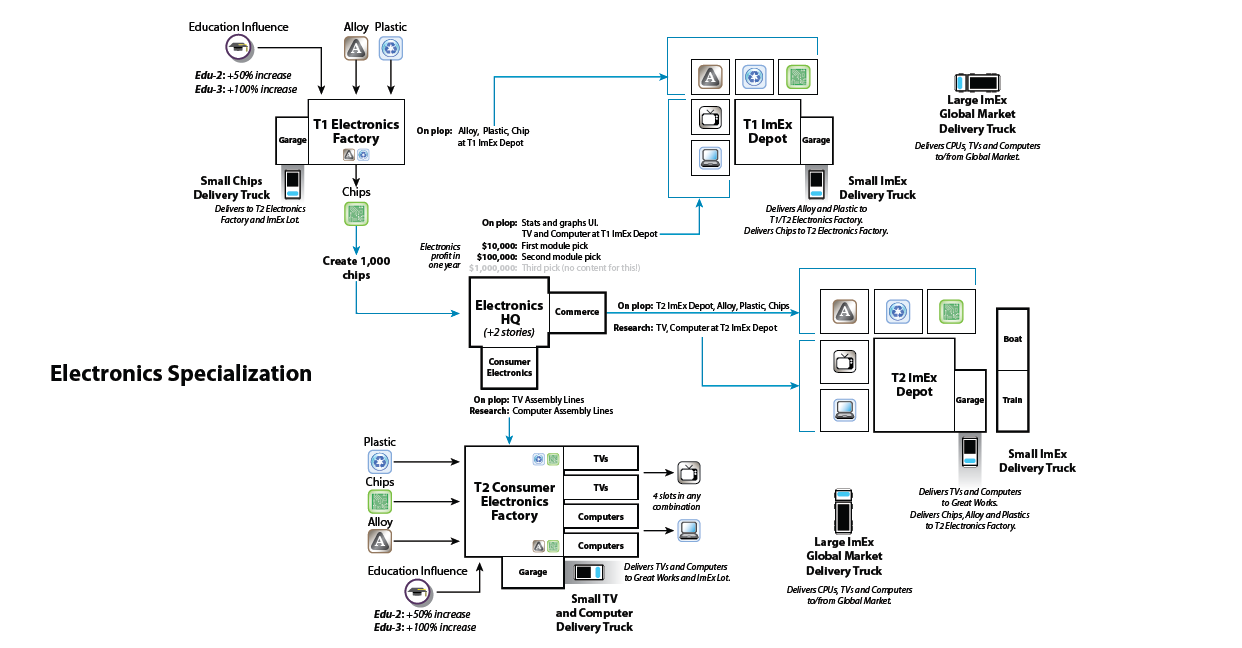 Education Influence
Alloy
Plastic
Edu-2: +50% increase
Edu-3: +100% increase
T1 Electronics
Factory
Garage
Small Chips
Delivery Truck
Delivers to T2 Electronics
Factory and ImEx Lot.
Chips
Create 1,000
chips
On plop: Alloy, Plastic, Chip
at T1 ImEx Depot
T1 ImEx
Depot
Garage
Small ImEx
Delivery Truck
Delivers Alloy and Plastic to
T1/T2 Electronics Factory.
Delivers Chips to T2 Electronics Factory.
Large ImEx
Global Market
Delivery Truck
Delivers CPUs, TVs and Computers
to/from Global Market.
Electronics
profit in
one year
On plop: Stats and graphs UI.
TV and Computer at T1 ImEx Depot
$10,000: First module pick
$100,000: Second module pick
$1,000,000: Third pick (no content for this!)
Electronics
HQ
(+2 stories)
Commerce
Consumer
Electronics
On plop: T2 ImEx Depot, Alloy, Plastic, Chips
Research: TV, Computer at T2 ImEx Depot
Electronics Specialization
On plop: TV Assembly Lines
Research: Computer Assembly Lines
T2 ImEx
Depot
Garage
Boat
Train
Small ImEx
Delivery Truck
Delivers TVs and Computers
to Great Works.
Delivers Chips, Alloy and Plastics
to T2 Electronics Factory.
Large ImEx
Global Market
Delivery Truck
Delivers CPUs, TVs and Computers
to/from Global Market.
Plastic
Chips
Alloy
T2 Consumer
Electronics
Factory
TVs
TVs
Computers
Computers
4 slots in any
combination
Garage
Delivers TVs and Computers
to Great Works and ImEx Lot.
Small TV
and Computer
Delivery Truck
Education Influence
Edu-2: +50% increase
Edu-3: +100% increase